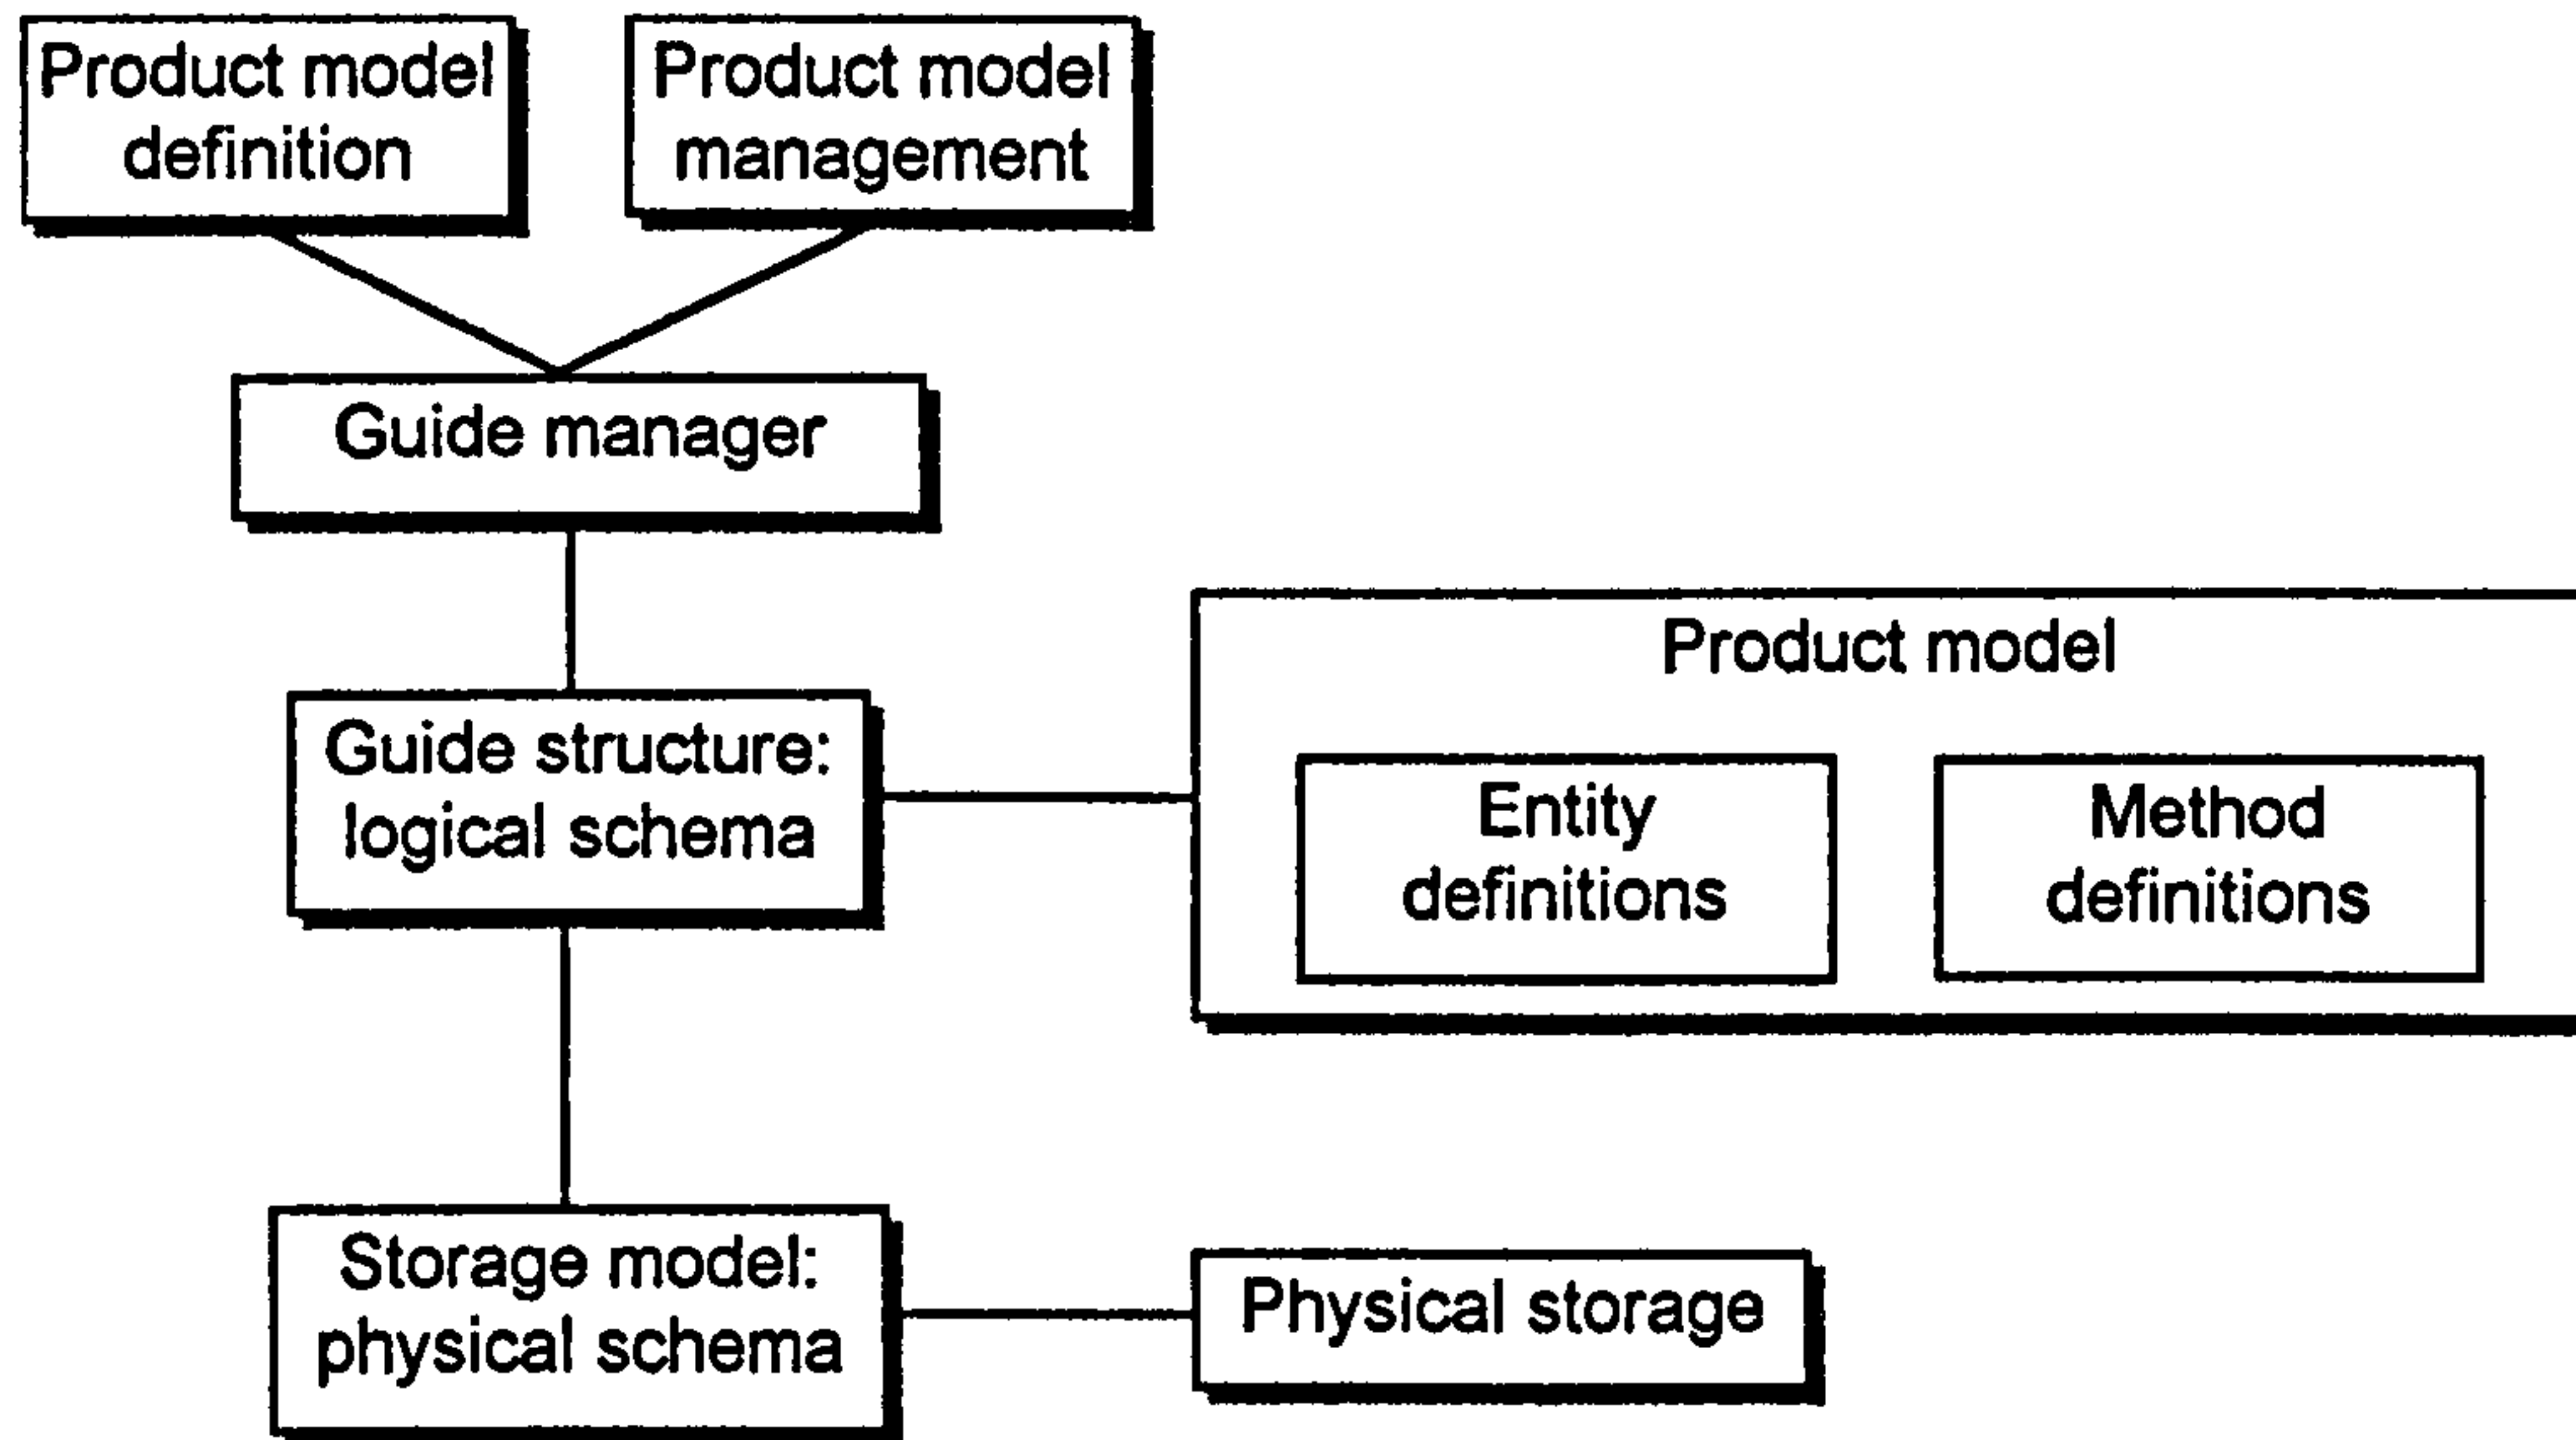 Product model
definition
Product model
management
Guide manager
Product model
Guide structure:
logical schema
Entity
definitions
Method
definitions
Storage model:
physical schema
Physical storage